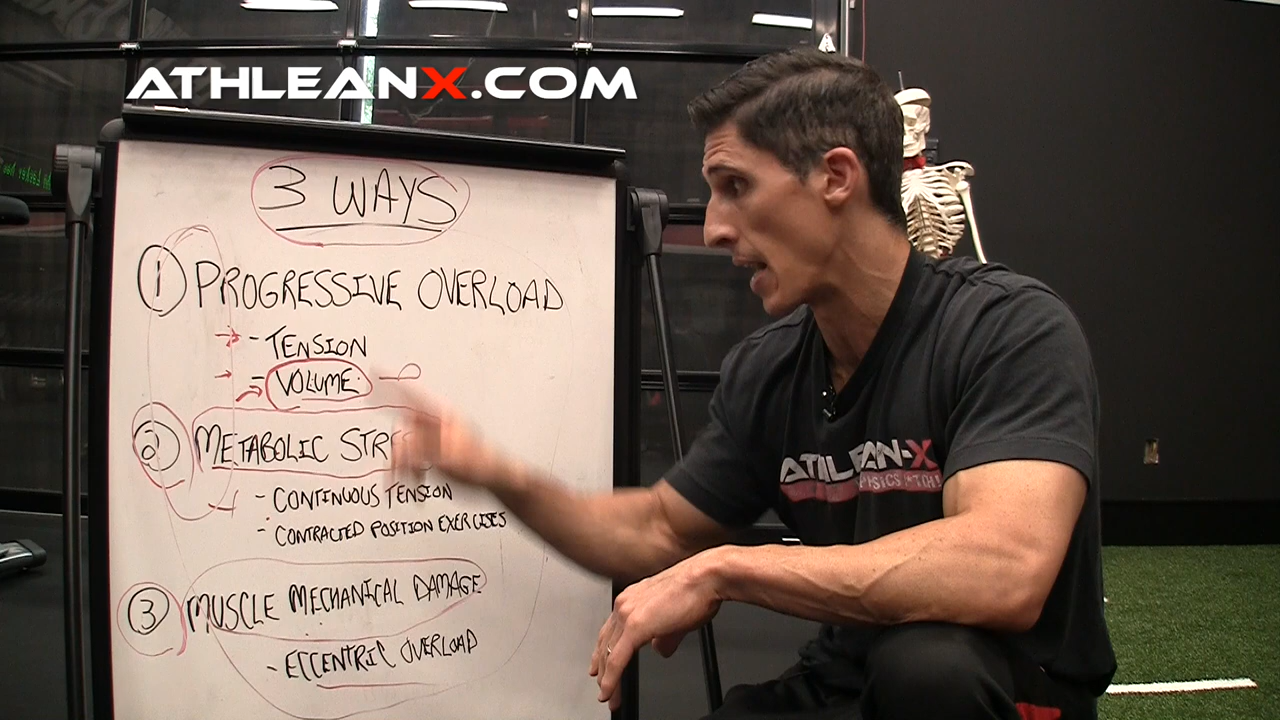 ATHLEANX.COM
3 WAYS
1 PROGRESSIVE OVERLOAD
- TENSION
- VOLUME
2 METABOLIC
- CONTINUOUS TENSION
- CONTRACTED POSITION EXERCISES
3 MUSCLE MECHANICAL DAMAGE
- ECCENTRIC OVERLOAD
ATHLEAN-X